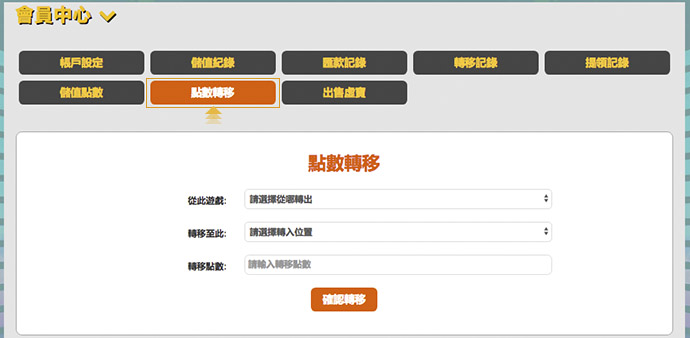 會員中心
帳戶設定 儲值紀錄 匯款記錄 轉移記錄 提領記錄
儲值點數 點數轉移 出售虛寶
點數轉移
從此遊戲: 請選擇從哪轉出
轉移至此: 請選擇轉入位置
轉移點數: 請輸入轉移點數
確認轉移